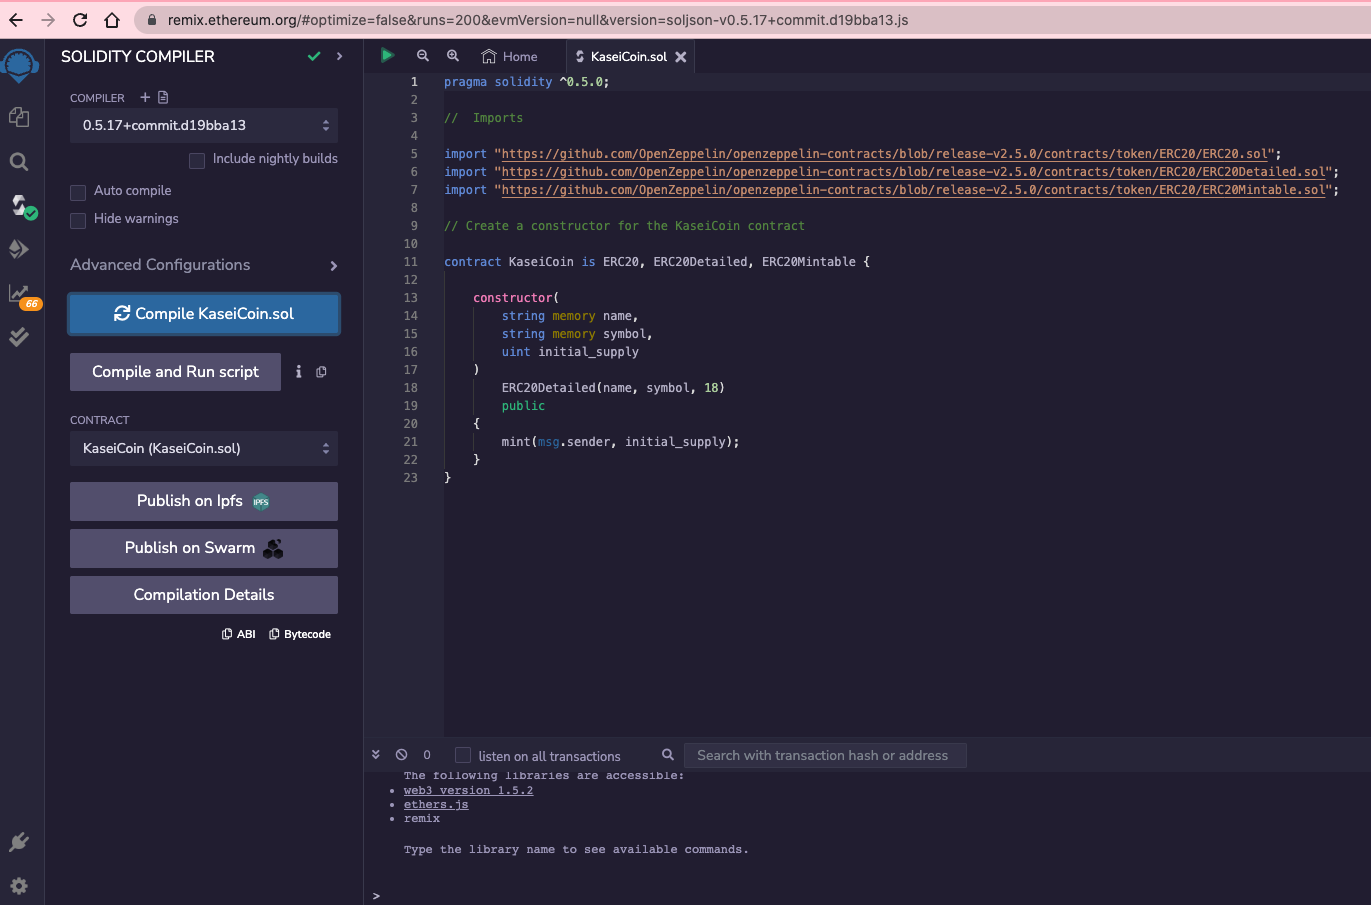 remix.ethereum.org/#optimize=false&runs=200&evmVersion=null&version=soljson-v0.5.17+commit.d19bba13.js
SOLIDITY COMPILER
COMPILER
0.5.17+commit.d19bba13
Include nightly builds
Auto compile
Hide warnings
Advanced Configurations
66
Compile KaseiCoin.sol
Compile and Run script
CONTRACT
KaseiCoin (KaseiCoin.sol)
Publish on Ipfs IPFS
Publish on Swarm
Compilation Details
ABI Bytecode
Home KaseiCoin.sol
1 pragma solidity ^0.5.0;
2
3 //  Imports
4
5 import "https://github.com/OpenZeppelin/openzeppelin-contracts/blob/release-v2.5.0/contracts/token/ERC20/ERC20.sol";
6 import "https://github.com/OpenZeppelin/openzeppelin-contracts/blob/release-v2.5.0/contracts/token/ERC20/ERC20Detailed.sol";
7 import "https://github.com/OpenZeppelin/openzeppelin-contracts/blob/release-v2.5.0/contracts/token/ERC20/ERC20Mintable.sol";
8
9 // Create a constructor for the KaseiCoin contract
10
11 contract KaseiCoin is ERC20, ERC20Detailed, ERC20Mintable {
12
13     constructor(
14         string memory name,
15         string memory symbol,
16         uint initial_supply
17     )
18         ERC20Detailed(name, symbol, 18)
19         public
20     {
21         mint(msg.sender, initial_supply);
22     }
23 }
0 listen on all transactions Search with transaction hash or address
The following libraries are accessible:
• web3 version 1.5.2
• ethers.js
• remix
Type the library name to see available commands.
>